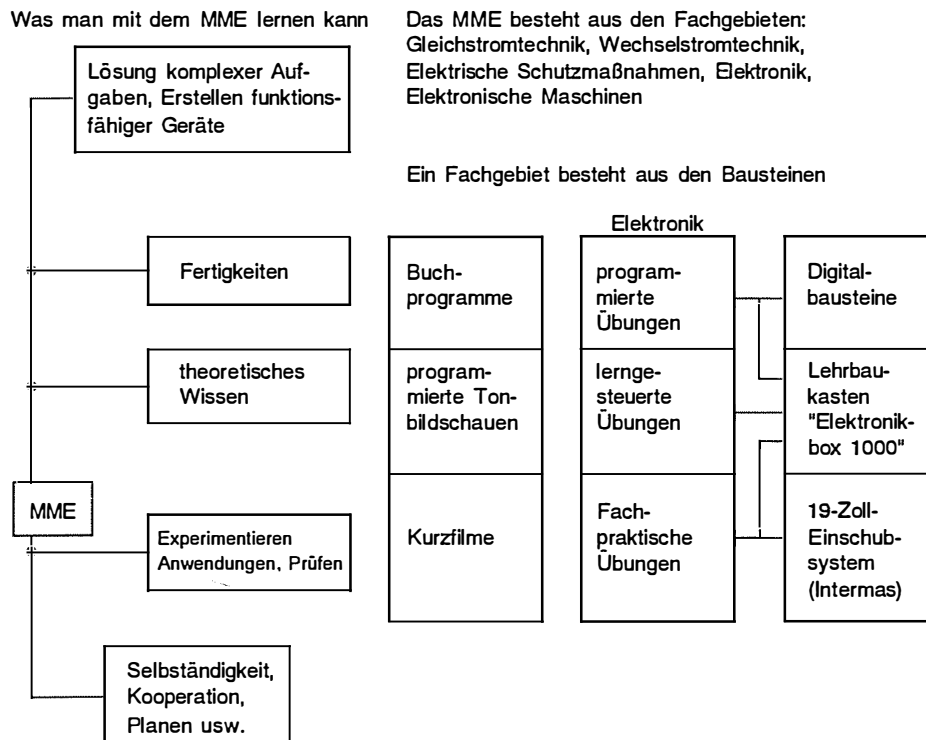 Was man mit dem MME lernen kann
Lösung komplexer Auf-
gaben, Erstellen funktions-
fähiger Geräte
Fertigkeiten
theoretisches
Wissen
MME
Experimentieren
Anwendungen, Prüfen
Selbständigkeit,
Kooperation,
Planen usw.
Das MME besteht aus den Fachgebieten:
Gleichstromtechnik, Wechselstromtechnik,
Elektrische Schutzmaßnahmen, Elektronik,
Elektronische Maschinen
Ein Fachgebiet besteht aus den Bausteinen
Buch-
programme
programm-
mierte Ton-
bildschauen
Kurzfilme
Elektronik
programm-
mierte
Übungen
lernge-
steuerte
Übungen
Fach-
praktische
Übungen
Digital-
bausteine
Lehrbau-
kasten
"Elektronik-
box 1000"
19-Zoll-
Einschub-
system
(Intermas)